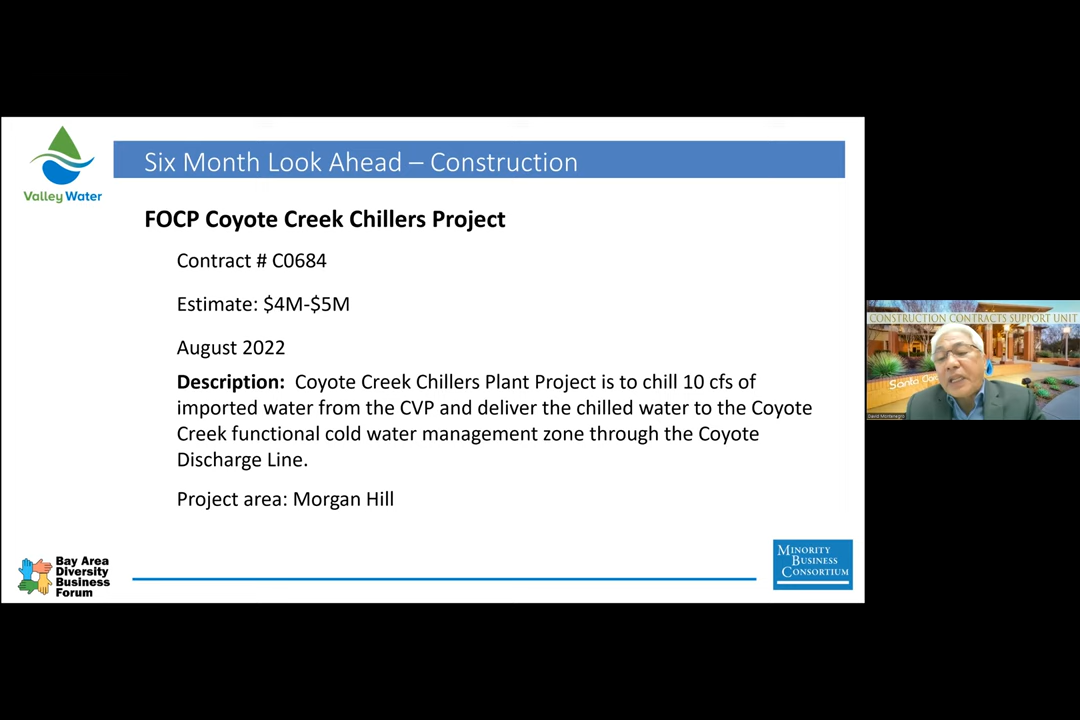 Six Month Look Ahead – Construction
Valley Water
FOCP Coyote Creek Chillers Project
Contract # C0684
Estimate: $4M-$5M
August 2022
Description: Coyote Creek Chillers Plant Project is to chill 10 cfs of
imported water from the CVP and deliver the chilled water to the Coyote
Creek functional cold water management zone through the Coyote
Discharge Line.
Project area: Morgan Hill
Bay Area
Diversity
Business
Forum
MINORITY
BUSINESS
CONSORTIUM
CONSTRUCTION CONTRACTS SUPPORT UNIT
Santa
David Montenegro